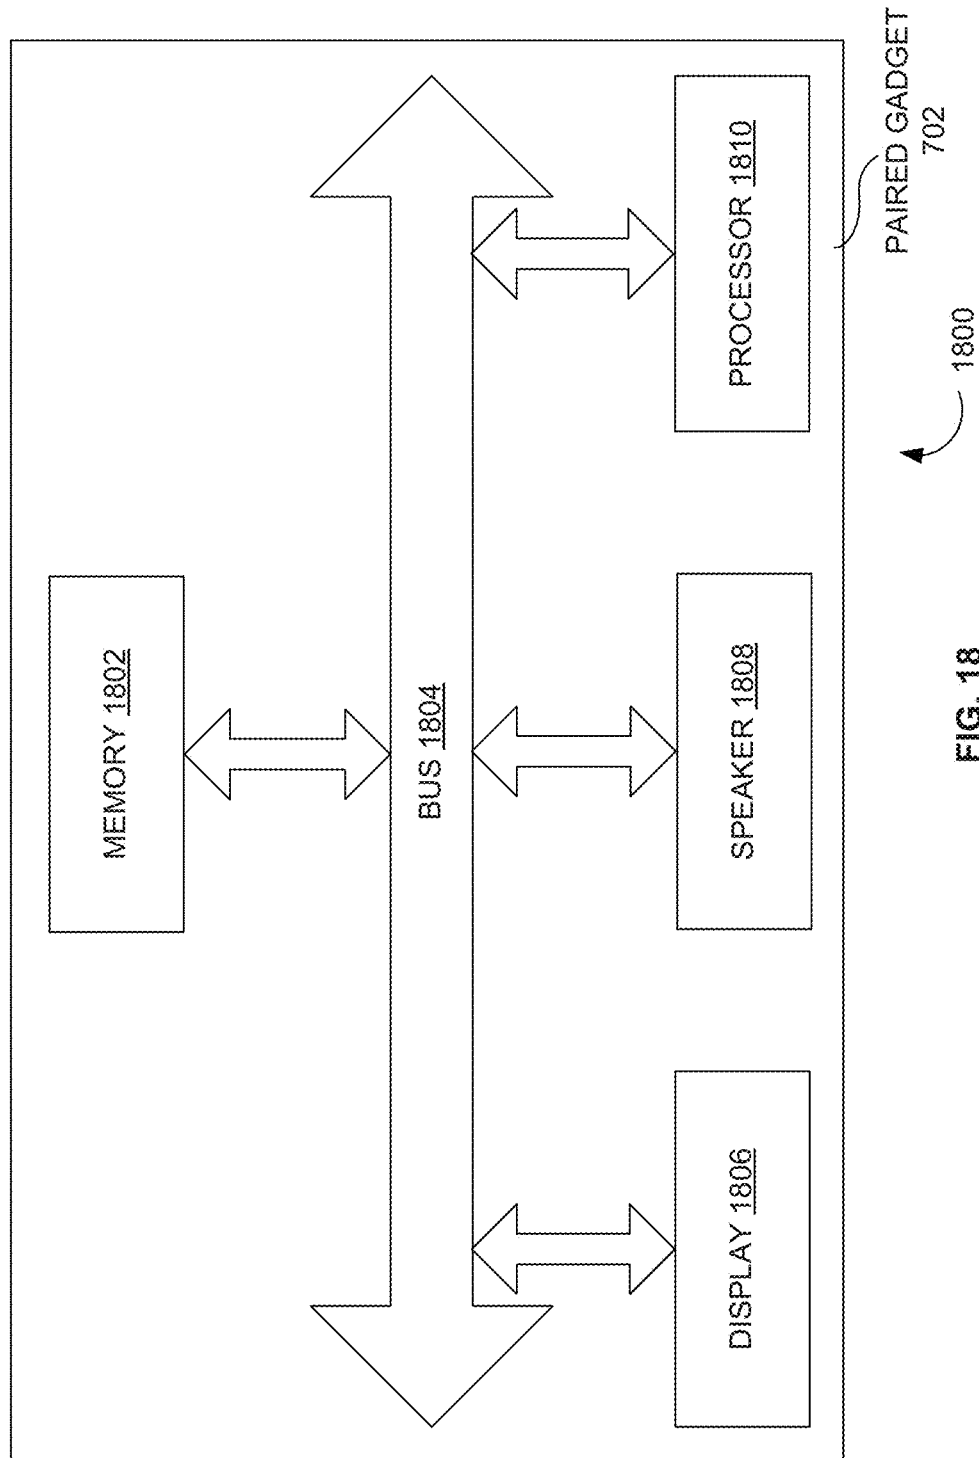 MEMORY 1802
BUS 1804
DISPLAY 1806
SPEAKER 1808
PROCESSOR 1810
PAIRED GADGET
702
1800
FIG. 18